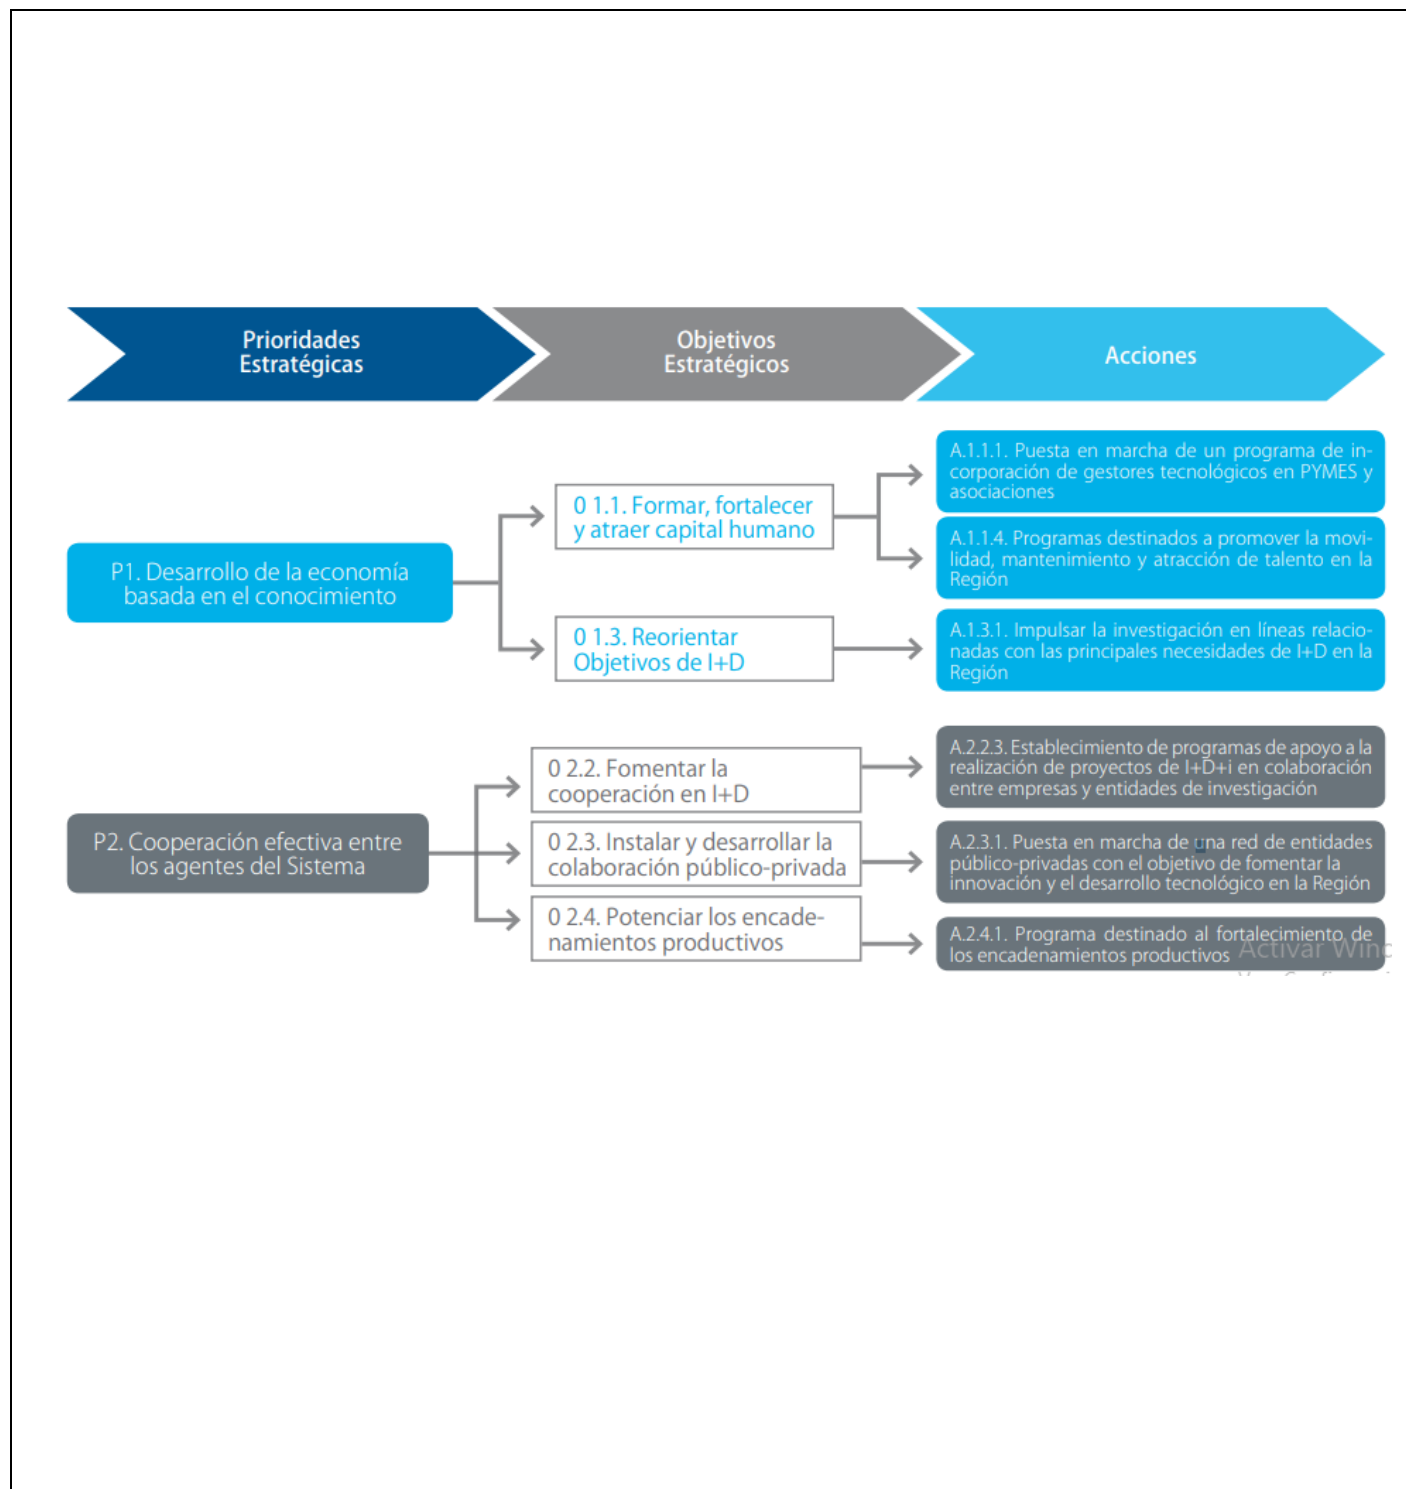 Prioridades
Estratégicas
Objetivos
Estratégicos
Acciones
P1. Desarrollo de la economía
basada en el conocimiento
0 1.1. Formar, fortalecer
y atraer capital humano
A.1.1.1. Puesta en marcha de un programa de in-
corporación de gestores tecnológicos en PYMES y
asociaciones
A.1.1.4. Programas destinados a promover la movi-
lidad, mantenimiento y atracción de talento en la
Región
0 1.3. Reorientar
Objetivos de I+D
A.1.3.1. Impulsar la investigación en líneas relacio-
nadas con las principales necesidades de I+D en la
Región
P2. Cooperación efectiva entre
los agentes del Sistema
0 2.2. Fomentar la
cooperación en I+D
A.2.2.3. Establecimiento de programas de apoyo a la
realización de proyectos de I+D+i en colaboración
entre empresas y entidades de investigación
0 2.3. Instalar y desarrollar la
colaboración público-privada
A.2.3.1. Puesta en marcha de una red de entidades
público-privadas con el objetivo de fomentar la
innovación y el desarrollo tecnológico en la Región
0 2.4. Potenciar los encade-
namientos productivos
A.2.4.1. Programa destinado al fortalecimiento de
los encadenamientos productivos
Activar Wind